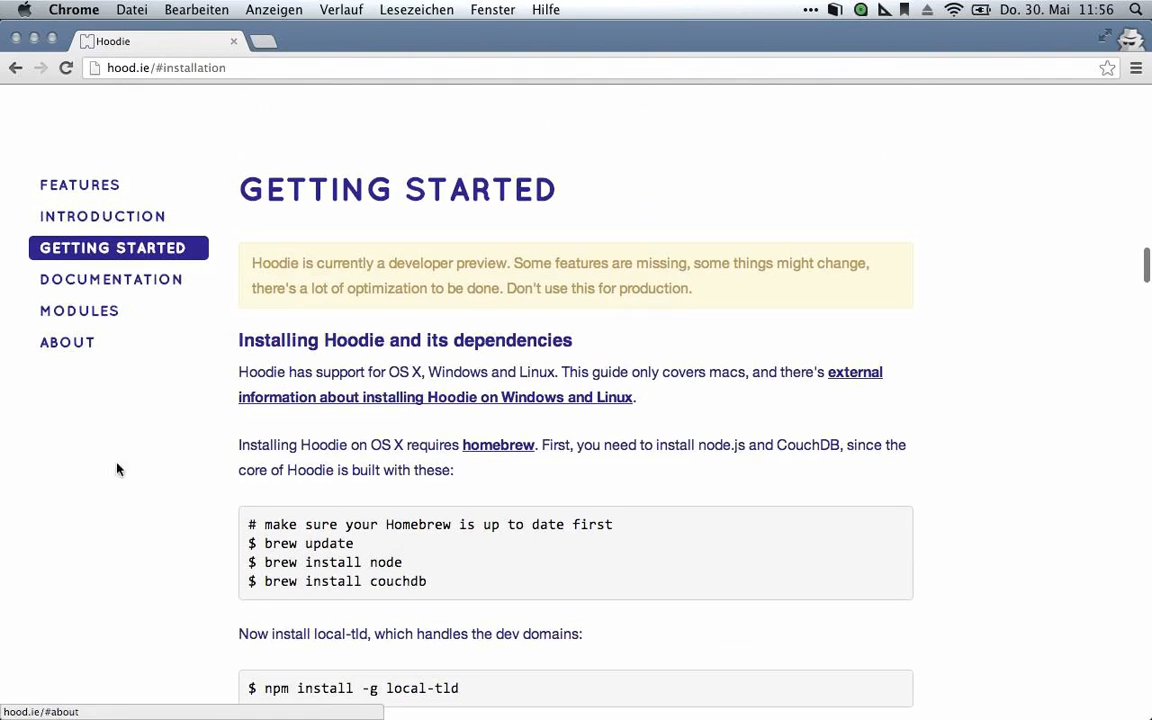 Chrome Datei Bearbeiten Anzeigen Verlauf Lesezeichen Fenster Hilfe Do. 30. Mai 11:56
Hoodie
hood.ie/#installation
FEATURES
INTRODUCTION
GETTING STARTED
DOCUMENTATION
MODULES
ABOUT
GETTING STARTED
Hoodie is currently a developer preview. Some features are missing, some things might change,
there's a lot of optimization to be done. Don't use this for production.
Installing Hoodie and its dependencies
Hoodie has support for OS X, Windows and Linux. This guide only covers macs, and there's external
information about installing Hoodie on Windows and Linux.
Installing Hoodie on OS X requires homebrew. First, you need to install node.js and CouchDB, since the
core of Hoodie is built with these:
# make sure your Homebrew is up to date first
$ brew update
$ brew install node
$ brew install couchdb
Now install local-tld, which handles the dev domains:
$ npm install -g local-tld
hood.ie/#about